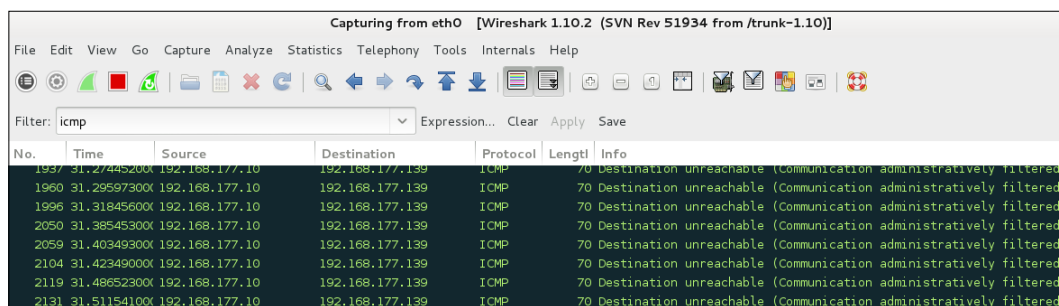 Capturing from eth0 [Wireshark 1.10.2 (SVN Rev 51934 from /trunk-1.10)]
File Edit View Go Capture Analyze Statistics Telephony Tools Internals Help
Filter: icmp Expression... Clear Apply Save
No. Time Source Destination Protocol Lengtl Info
1937 31.274452000 192.168.177.10 192.168.177.139 ICMP 70 Destination unreachable (Communication administratively filtered
1960 31.295973000 192.168.177.10 192.168.177.139 ICMP 70 Destination unreachable (Communication administratively filtered
1996 31.318456000 192.168.177.10 192.168.177.139 ICMP 70 Destination unreachable (Communication administratively filtered
2050 31.385453000 192.168.177.10 192.168.177.139 ICMP 70 Destination unreachable (Communication administratively filtered
2059 31.403493000 192.168.177.10 192.168.177.139 ICMP 70 Destination unreachable (Communication administratively filtered
2104 31.423490000 192.168.177.10 192.168.177.139 ICMP 70 Destination unreachable (Communication administratively filtered
2119 31.486523000 192.168.177.10 192.168.177.139 ICMP 70 Destination unreachable (Communication administratively filtered
2131 31.511541000 192.168.177.10 192.168.177.139 ICMP 70 Destination unreachable (Communication administratively filtered